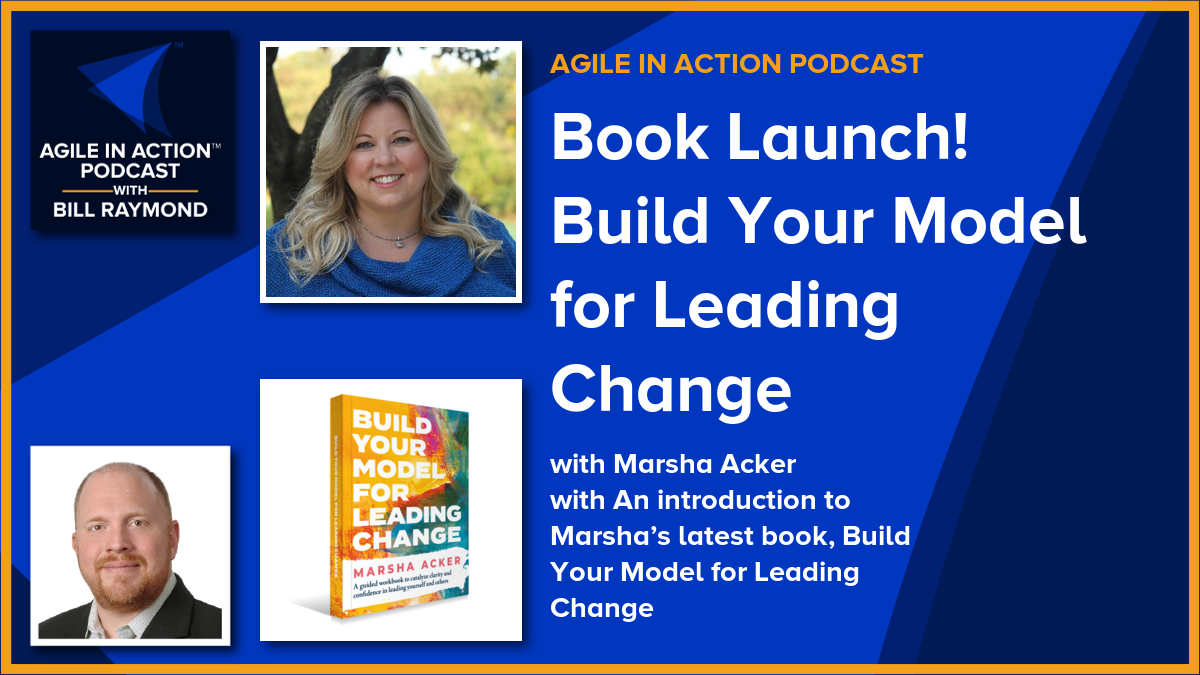 AGILE IN ACTION™
PODCAST
WITH
BILL RAYMOND
AGILE IN ACTION PODCAST
Book Launch!
Build Your Model
for Leading
Change
with Marsha Acker
with An introduction to
Marsha’s latest book, Build
Your Model for Leading
Change
BUILD
YOUR
MODEL
FOR
LEADING
CHANGE
MARSHA ACKER
A guided workbook to catalyze clarity and
confidence in leading yourself and others